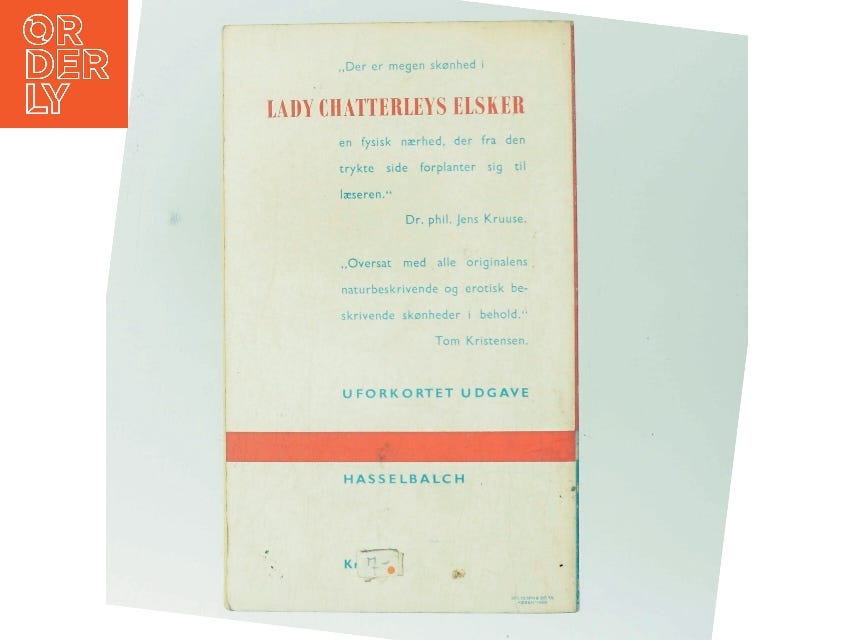 OR
DER
LY
„Der er megen skønhed i
LADY CHATTERLEYS ELSKER
en fysisk nærhed, der fra den
trykte side forplanter sig til
læseren.“
Dr. phil. Jens Kruuse.
„Oversat med alle originalens
naturbeskrivende og erotisk be-
skrivende skønheder i behold.“
Tom Kristensen.
UFORKORTET UDGAVE
HASSELBALCH
7-